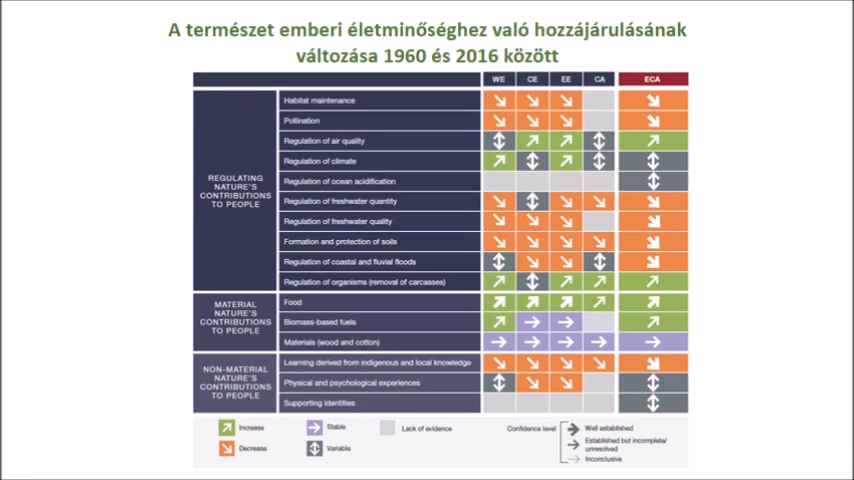 A természet emberi életminőséghez való hozzájárulásának
változása 1960 és 2016 között
WE CE EE CA ECA
REGULATING
NATURE'S
CONTRIBUTIONS
TO PEOPLE
Habitat maintenance
Pollination
Regulation of air quality
Regulation of climate
Regulation of ocean acidification
Regulation of freshwater quantity
Regulation of freshwater quality
Formation and protection of soils
Regulation of coastal and fluvial floods
Regulation of organisms (removal of carcasses)
MATERIAL
NATURE'S
CONTRIBUTIONS
TO PEOPLE
Food
Biomass-based fuels
Materials (wood and cotton)
NON-MATERIAL
NATURE'S
CONTRIBUTIONS
TO PEOPLE
Learning derived from indigenous and local knowledge
Physical and psychological experiences
Supporting identities
Increase
Decrease
Stable
Variable
Lack of evidence
Confidence level
Well established
Established but incomplete/
unresolved
Inconclusive